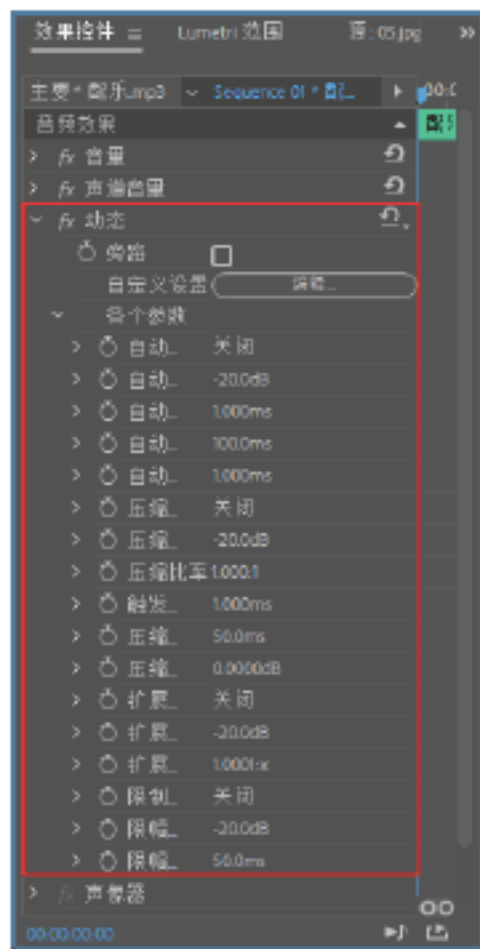 效果控件 Lumetri 范围 源: 05.jpg
主要* 配乐.mp3 Sequence 01 * 配... 00:0
音频效果 配乐
fx 音量
fx 声道音量
fx 动态
旁路
自定义设置 编辑...
各个参数
自动... 关闭
自动... -20.0dB
自动... 1.000ms
自动... 100.0ms
自动... 1.000ms
压缩... 关闭
压缩... -20.0dB
压缩比率 1.000:1
触发... 1.000ms
压缩... 50.0ms
压缩... 0.0000dB
扩展... 关闭
扩展... -20.0dB
扩展... 1.000l:x
限制... 关闭
限幅... -20.0dB
限幅... 50.0ms
fx 声像器
00:00:00:00